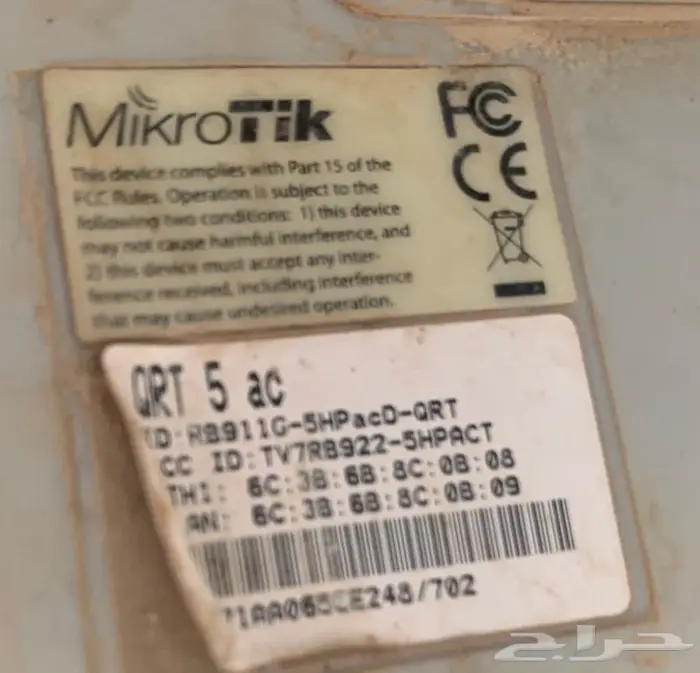 MikroTik
FC
CE
This device complies with Part 15 of the
FCC Rules. Operation is subject to the
following two conditions: 1) this device
may not cause harmful interference, and
2) this device must accept any inter-
ference received, including interference
that may cause undesired operation.
QRT 5 ac
ID:RB911G-5HPacD-QRT
CC ID:TV7RB922-5HPACT
TH1: 6C:3B:6B:8C:0B:08
AN: 6C:3B:6B:8C:0B:09
71AA065CE248/702
حراج